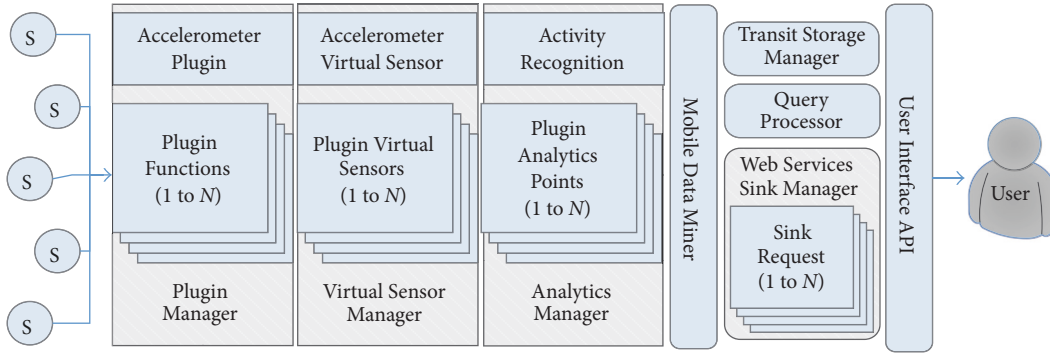 S
S
S
S
S
Accelerometer
Plugin
Plugin
Functions
(1 to N)
Plugin
Manager
Accelerometer
Virtual Sensor
Plugin Virtual
Sensors
(1 to N)
Virtual Sensor
Manager
Activity
Recognition
Plugin
Analytics
Points
(1 to N)
Analytics
Manager
Mobile Data Miner
Transit Storage
Manager
Query
Processor
Web Services
Sink Manager
Sink
Request
(1 to N)
User Interface API
User